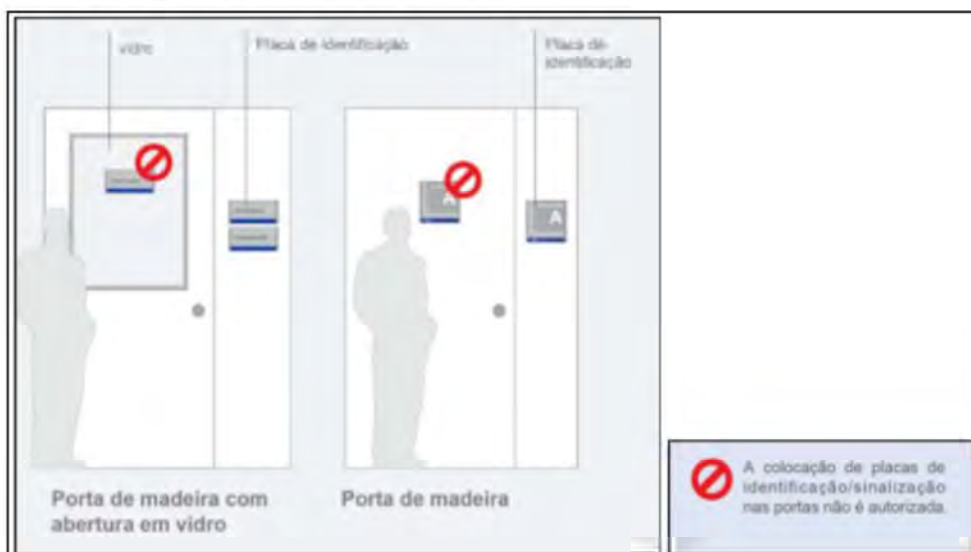 vidro
Placa de identificação
Placa de
identificação
A
A
Porta de madeira com
abertura em vidro
Porta de madeira
A colocação de placas de
identificação/sinalização
nas portas não é autorizada.